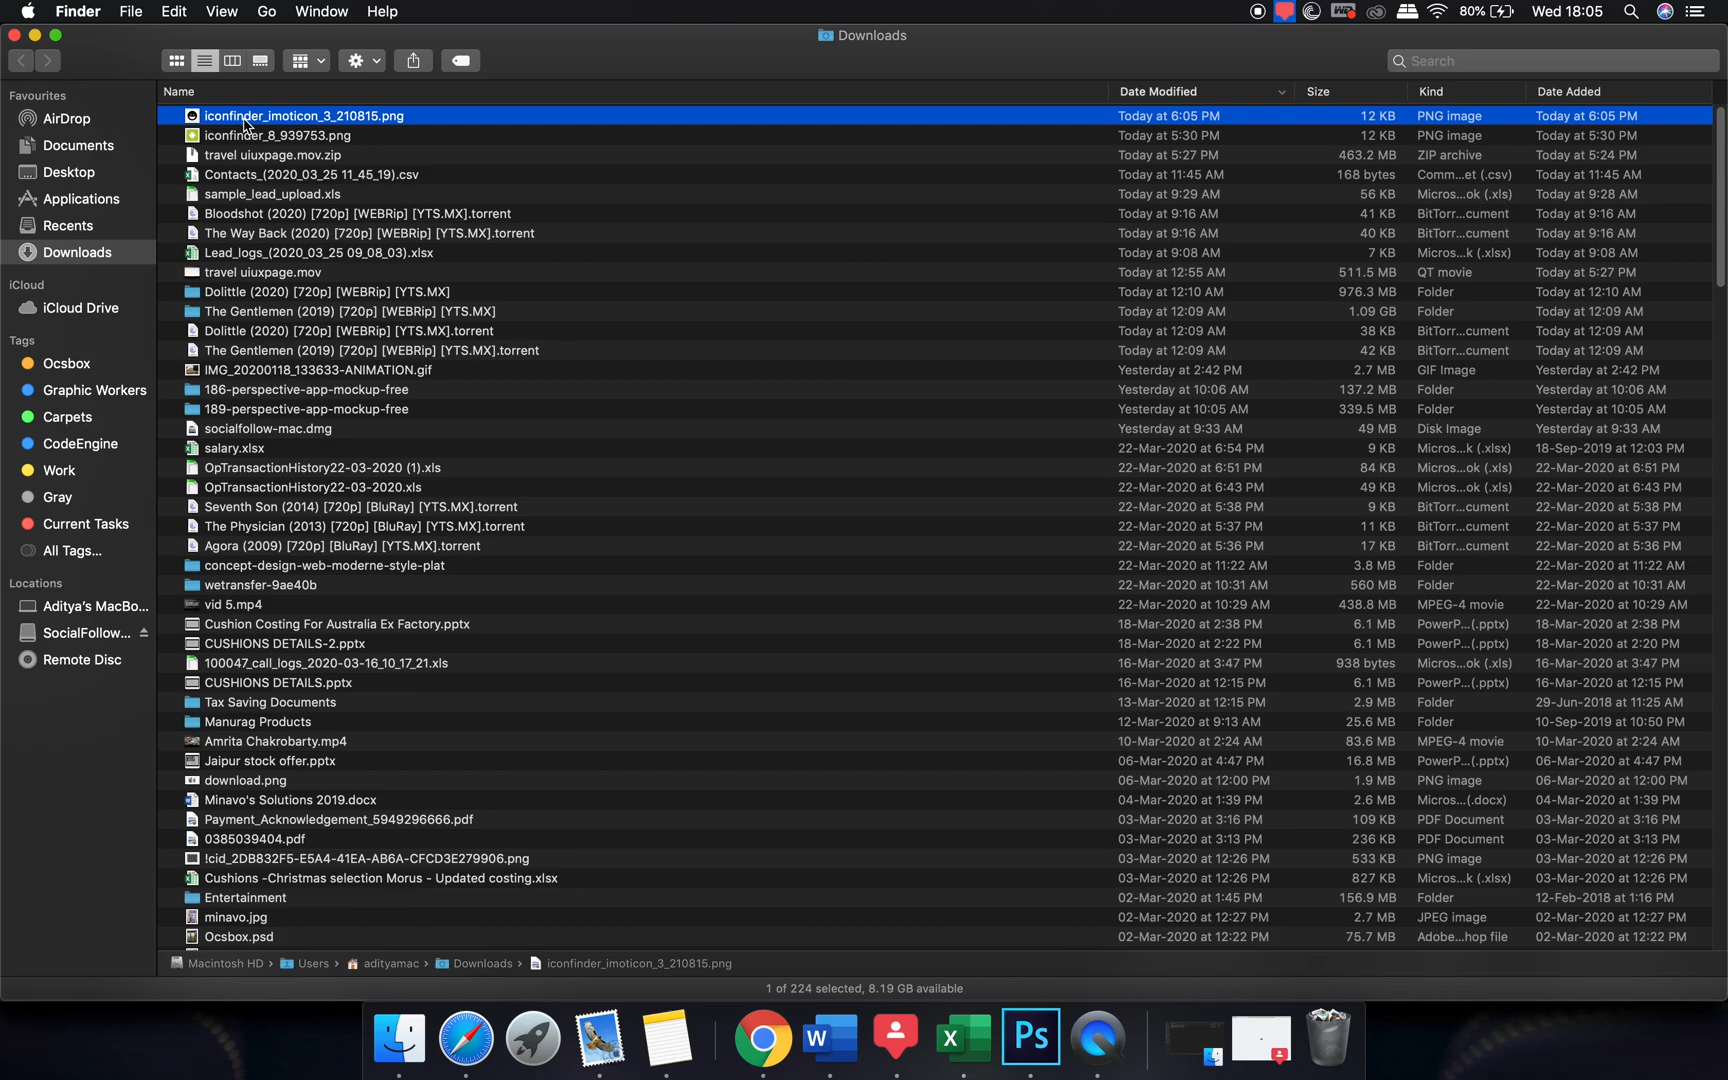 Finder File Edit View Go Window Help 80% Wed 18:05
Downloads
Search
Favourites
AirDrop
Documents
Desktop
Applications
Recents
Downloads
iCloud
iCloud Drive
Tags
Ocsbox
Graphic Workers
Carpets
CodeEngine
Work
Gray
Current Tasks
All Tags...
Locations
Aditya's MacBo...
SocialFollow...
Remote Disc
Name Date Modified Size Kind Date Added
iconfinder_imoticon_3_210815.png Today at 6:05 PM 12 KB PNG image Today at 6:05 PM
iconfinder_8_939753.png Today at 5:30 PM 12 KB PNG image Today at 5:30 PM
travel uiuxpage.mov.zip Today at 5:27 PM 463.2 MB ZIP archive Today at 5:24 PM
Contacts_(2020_03_25 11_45_19).csv Today at 11:45 AM 168 bytes Comm...et (.csv) Today at 11:45 AM
sample_lead_upload.xls Today at 9:29 AM 56 KB Micros...ok (.xls) Today at 9:28 AM
Bloodshot (2020) [720p] [WEBRip] [YTS.MX].torrent Today at 9:16 AM 41 KB BitTorr...cument Today at 9:16 AM
The Way Back (2020) [720p] [WEBRip] [YTS.MX].torrent Today at 9:16 AM 40 KB BitTorr...cument Today at 9:16 AM
Lead_logs_(2020_03_25 09_08_03).xlsx Today at 9:08 AM 7 KB Micros...k (.xlsx) Today at 9:08 AM
travel uiuxpage.mov Today at 12:55 AM 511.5 MB QT movie Today at 5:27 PM
Dolittle (2020) [720p] [WEBRip] [YTS.MX] Today at 12:10 AM 976.3 MB Folder Today at 12:10 AM
The Gentlemen (2019) [720p] [WEBRip] [YTS.MX] Today at 12:09 AM 1.09 GB Folder Today at 12:09 AM
Dolittle (2020) [720p] [WEBRip] [YTS.MX].torrent Today at 12:09 AM 38 KB BitTorr...cument Today at 12:09 AM
The Gentlemen (2019) [720p] [WEBRip] [YTS.MX].torrent Today at 12:09 AM 42 KB BitTorr...cument Today at 12:09 AM
IMG_20200118_133633-ANIMATION.gif Yesterday at 2:42 PM 2.7 MB GIF Image Yesterday at 2:42 PM
186-perspective-app-mockup-free Yesterday at 10:06 AM 137.2 MB Folder Yesterday at 10:06 AM
189-perspective-app-mockup-free Yesterday at 10:05 AM 339.5 MB Folder Yesterday at 10:05 AM
socialfollow-mac.dmg Yesterday at 9:33 AM 49 MB Disk Image Yesterday at 9:33 AM
salary.xlsx 22-Mar-2020 at 6:54 PM 9 KB Micros...k (.xlsx) 18-Sep-2019 at 12:03 PM
OpTransactionHistory22-03-2020 (1).xls 22-Mar-2020 at 6:51 PM 84 KB Micros...ok (.xls) 22-Mar-2020 at 6:51 PM
OpTransactionHistory22-03-2020.xls 22-Mar-2020 at 6:43 PM 49 KB Micros...ok (.xls) 22-Mar-2020 at 6:43 PM
Seventh Son (2014) [720p] [BluRay] [YTS.MX].torrent 22-Mar-2020 at 5:38 PM 9 KB BitTorr...cument 22-Mar-2020 at 5:38 PM
The Physician (2013) [720p] [BluRay] [YTS.MX].torrent 22-Mar-2020 at 5:37 PM 11 KB BitTorr...cument 22-Mar-2020 at 5:37 PM
Agora (2009) [720p] [BluRay] [YTS.MX].torrent 22-Mar-2020 at 5:36 PM 17 KB BitTorr...cument 22-Mar-2020 at 5:36 PM
concept-design-web-moderne-style-plat 22-Mar-2020 at 11:22 AM 3.8 MB Folder 22-Mar-2020 at 11:22 AM
wetransfer-9ae40b 22-Mar-2020 at 10:31 AM 560 MB Folder 22-Mar-2020 at 10:31 AM
vid 5.mp4 22-Mar-2020 at 10:29 AM 438.8 MB MPEG-4 movie 22-Mar-2020 at 10:29 AM
Cushion Costing For Australia Ex Factory.pptx 18-Mar-2020 at 2:38 PM 6.1 MB PowerP...(.pptx) 18-Mar-2020 at 2:38 PM
CUSHIONS DETAILS-2.pptx 18-Mar-2020 at 2:22 PM 6.1 MB PowerP...(.pptx) 18-Mar-2020 at 2:20 PM
100047_call_logs_2020-03-16_10_17_21.xls 16-Mar-2020 at 3:47 PM 938 bytes Micros...ok (.xls) 16-Mar-2020 at 3:47 PM
CUSHIONS DETAILS.pptx 16-Mar-2020 at 12:15 PM 6.1 MB PowerP...(.pptx) 16-Mar-2020 at 12:15 PM
Tax Saving Documents 13-Mar-2020 at 12:15 PM 2.9 MB Folder 29-Jun-2018 at 11:25 AM
Manurag Products 12-Mar-2020 at 9:13 AM 25.6 MB Folder 10-Sep-2019 at 10:50 PM
Amrita Chakrobarty.mp4 10-Mar-2020 at 2:24 AM 83.6 MB MPEG-4 movie 10-Mar-2020 at 2:24 AM
Jaipur stock offer.pptx 06-Mar-2020 at 4:47 PM 16.8 MB PowerP...(.pptx) 06-Mar-2020 at 4:47 PM
download.png 06-Mar-2020 at 12:00 PM 1.9 MB PNG image 06-Mar-2020 at 12:00 PM
Minavo's Solutions 2019.docx 04-Mar-2020 at 1:39 PM 2.6 MB Micros...(.docx) 04-Mar-2020 at 1:39 PM
Payment_Acknowledgement_5949296666.pdf 03-Mar-2020 at 3:16 PM 109 KB PDF Document 03-Mar-2020 at 3:16 PM
0385039404.pdf 03-Mar-2020 at 3:13 PM 236 KB PDF Document 03-Mar-2020 at 3:13 PM
!cid_2DB832F5-E5A4-41EA-AB6A-CFCD3E279906.png 03-Mar-2020 at 12:26 PM 533 KB PNG image 03-Mar-2020 at 12:26 PM
Cushions -Christmas selection Morus - Updated costing.xlsx 03-Mar-2020 at 12:26 PM 827 KB Micros...k (.xlsx) 03-Mar-2020 at 12:26 PM
Entertainment 02-Mar-2020 at 1:45 PM 156.9 MB Folder 12-Feb-2018 at 1:16 PM
minavo.jpg 02-Mar-2020 at 12:27 PM 2.7 MB JPEG image 02-Mar-2020 at 12:27 PM
Ocsbox.psd 02-Mar-2020 at 12:22 PM 75.7 MB Adobe...hop file 02-Mar-2020 at 12:22 PM
Macintosh HD › Users › adityamac › Downloads › iconfinder_imoticon_3_210815.png
1 of 224 selected, 8.19 GB available
W X Ps